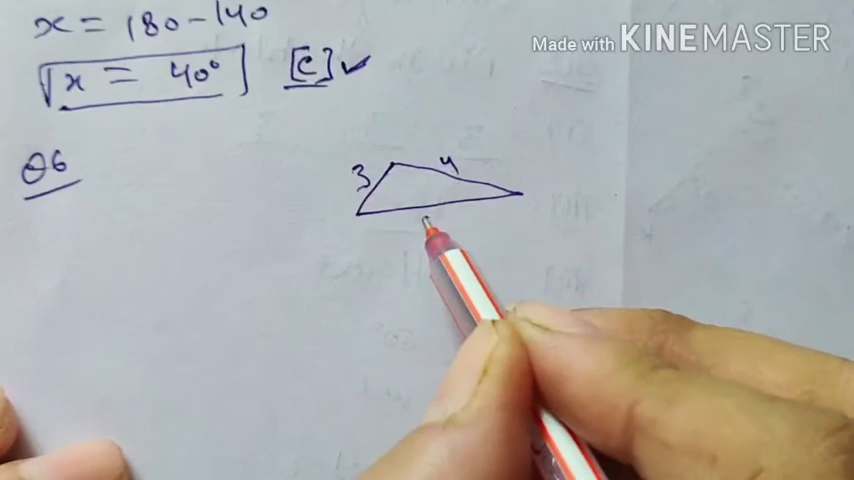 x = 180 - 140
x = 40° [C] ✓
Q6
3 4
Made with KINEMASTER